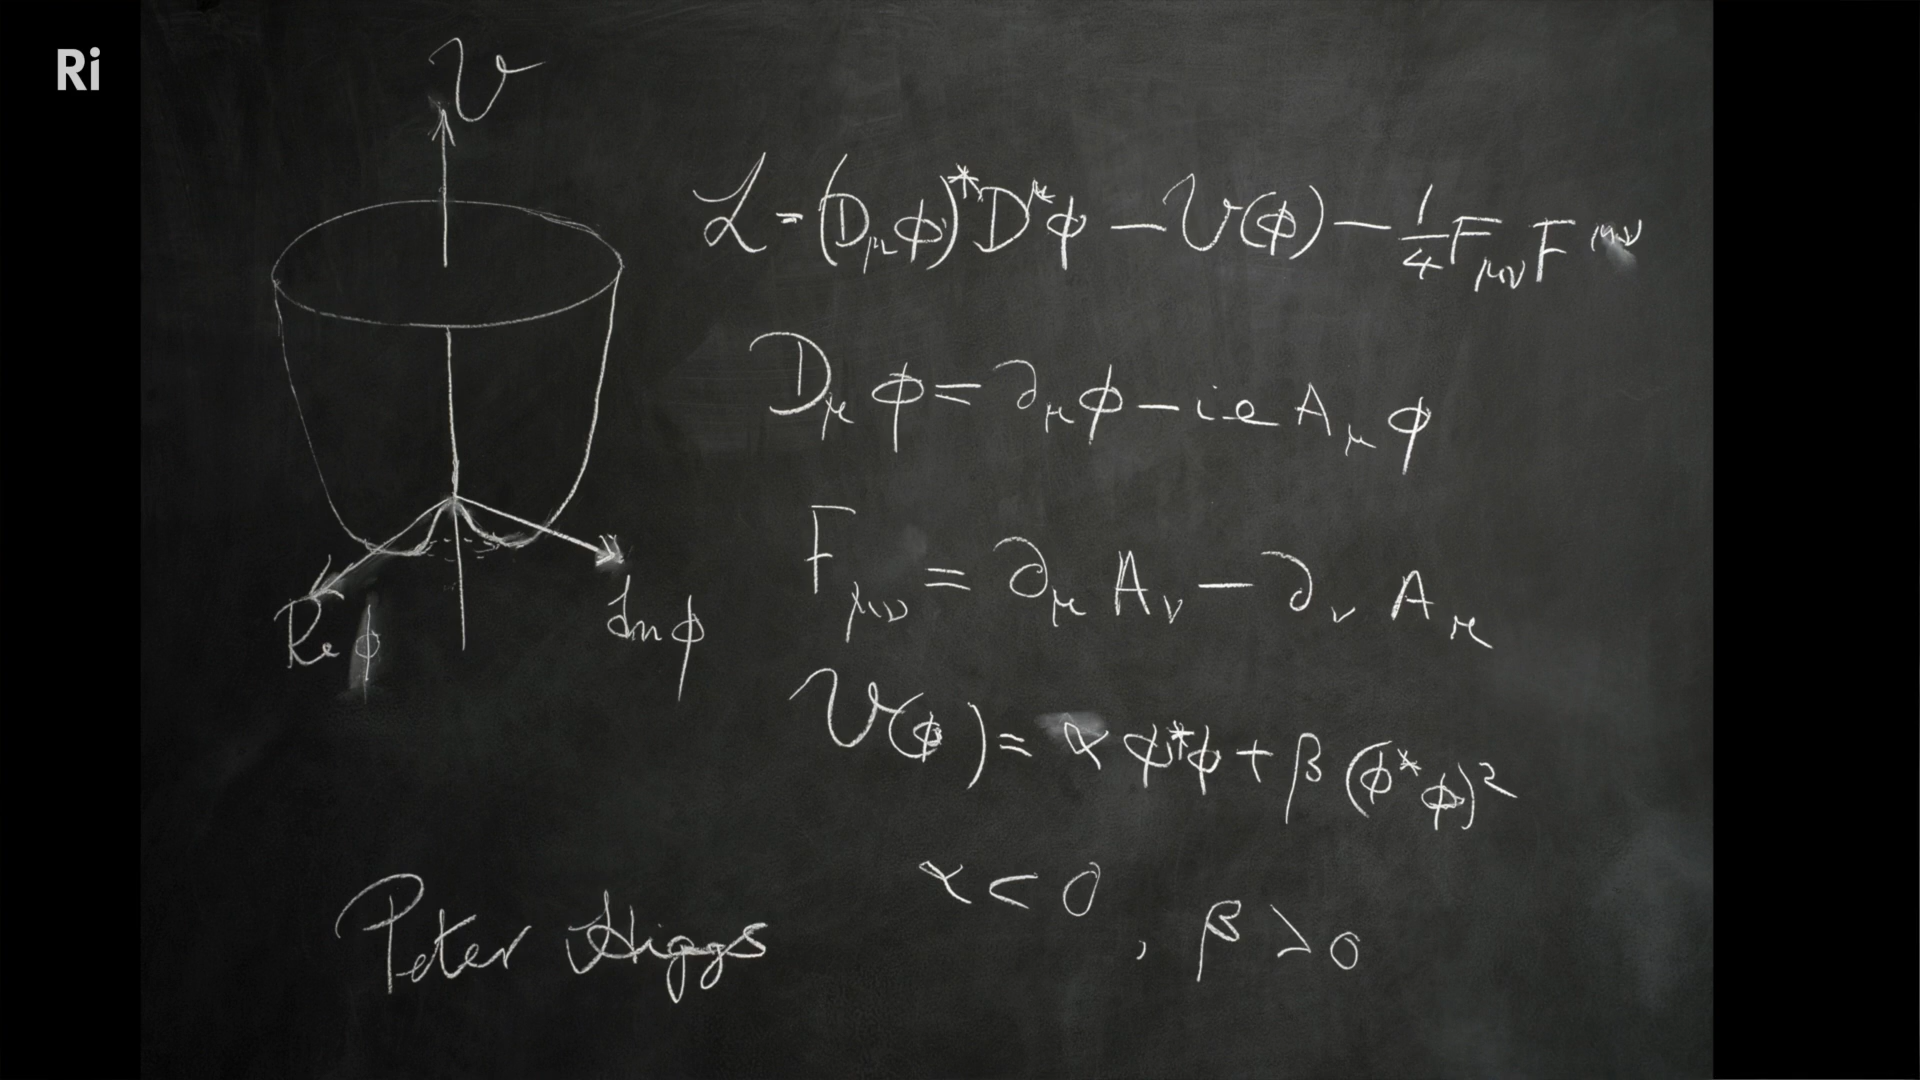 Ri
V
ℒ = (D_μ φ)* D^μ φ − V(φ) − 1/4 F_μν F^μν
D_μ φ = ∂_μ φ − ie A_μ φ
F_μν = ∂_μ A_ν − ∂_ν A_μ
Re φ
Im φ
V(φ) = α φ*φ + β (φ*φ)²
α < 0, β > 0
Peter Higgs